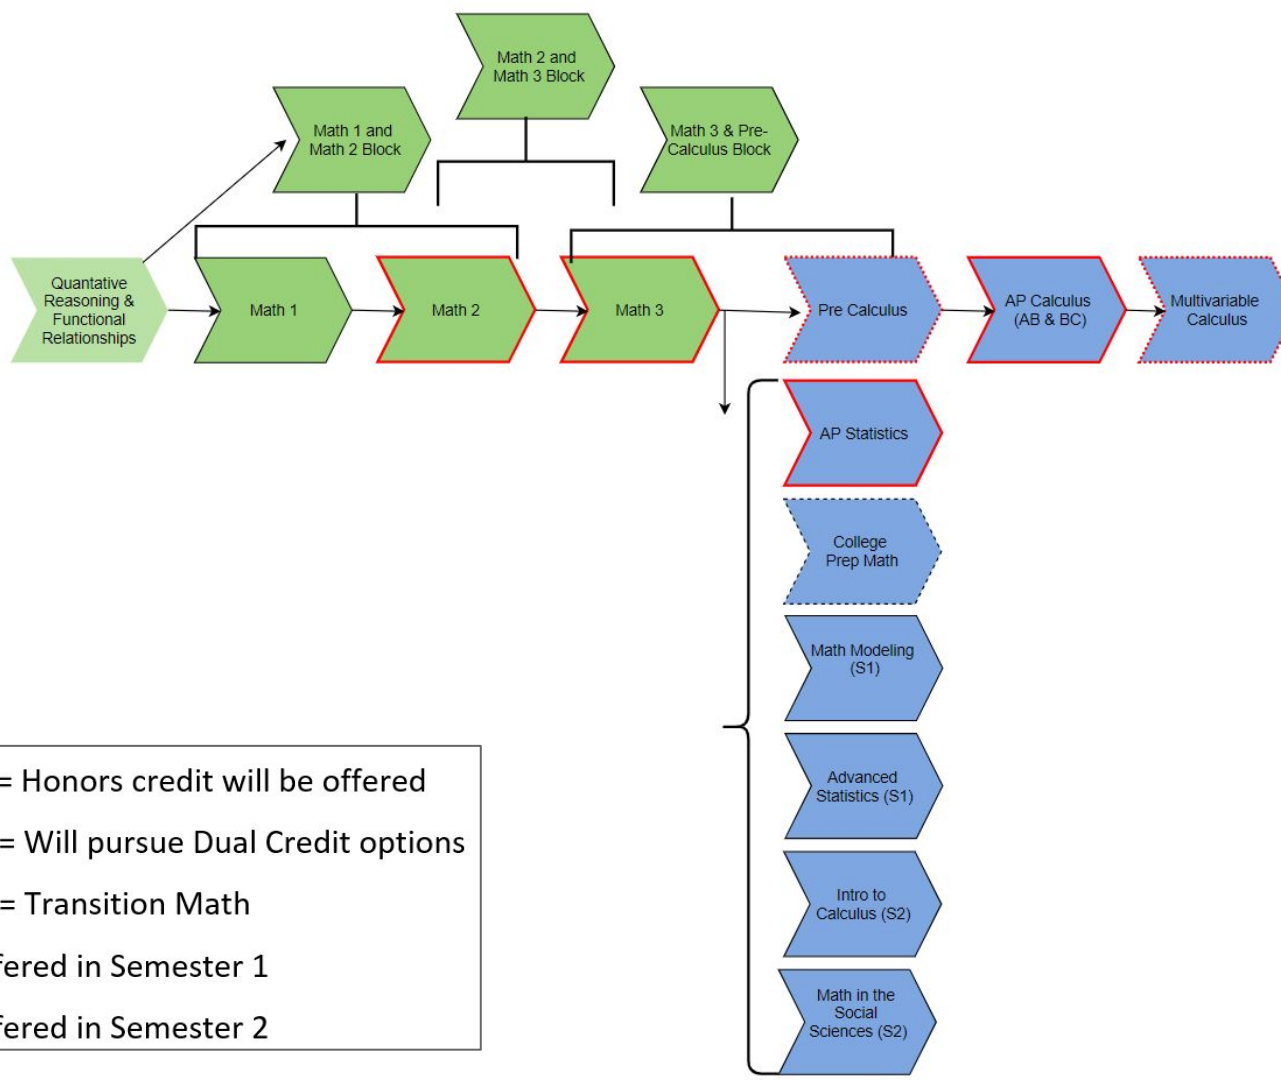 Math 2 and
Math 3 Block
Math 1 and
Math 2 Block
Math 3 & Pre-
Calculus Block
Quantative
Reasoning &
Functional
Relationships
Math 1
Math 2
Math 3
Pre Calculus
AP Calculus
(AB & BC)
Multivariable
Calculus
AP Statistics
College
Prep Math
Math Modeling
(S1)
Advanced
Statistics (S1)
Intro to
Calculus (S2)
Math in the
Social
Sciences (S2)
= Honors credit will be offered
= Will pursue Dual Credit options
= Transition Math
fered in Semester 1
fered in Semester 2